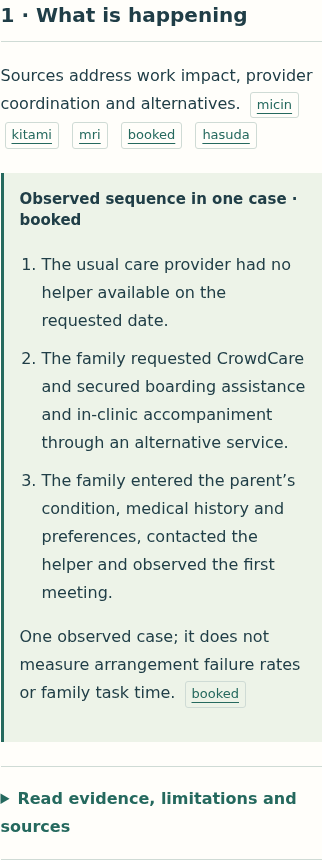 1 · What is happening
Sources address work impact, provider
coordination and alternatives. micin
kitami mri booked hasuda
Observed sequence in one case ·
booked
1. The usual care provider had no
helper available on the
requested date.
2. The family requested CrowdCare
and secured boarding assistance
and in-clinic accompaniment
through an alternative service.
3. The family entered the parent’s
condition, medical history and
preferences, contacted the
helper and observed the first
meeting.
One observed case; it does not
measure arrangement failure rates
or family task time. booked
▶ Read evidence, limitations and
sources